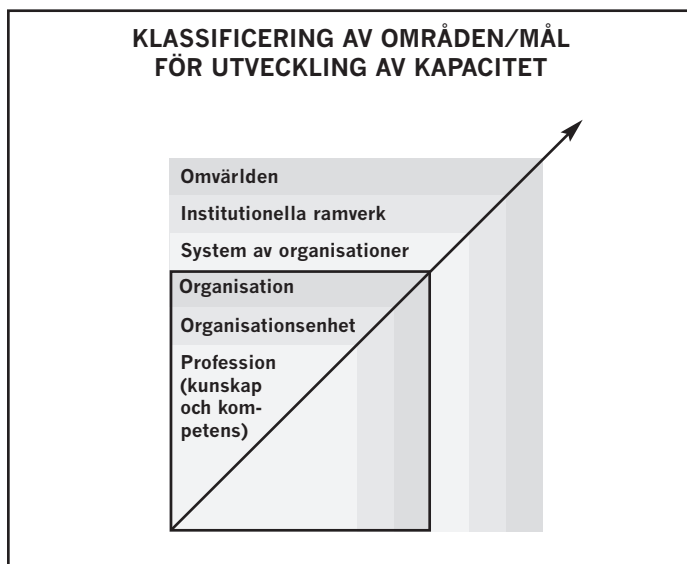 KLASSIFICERING AV OMRÅDEN/MÅL
FÖR UTVECKLING AV KAPACITET
Omvärlden
Institutionella ramverk
System av organisationer
Organisation
Organisationsenhet
Profession
(kunskap
och kom-
petens)